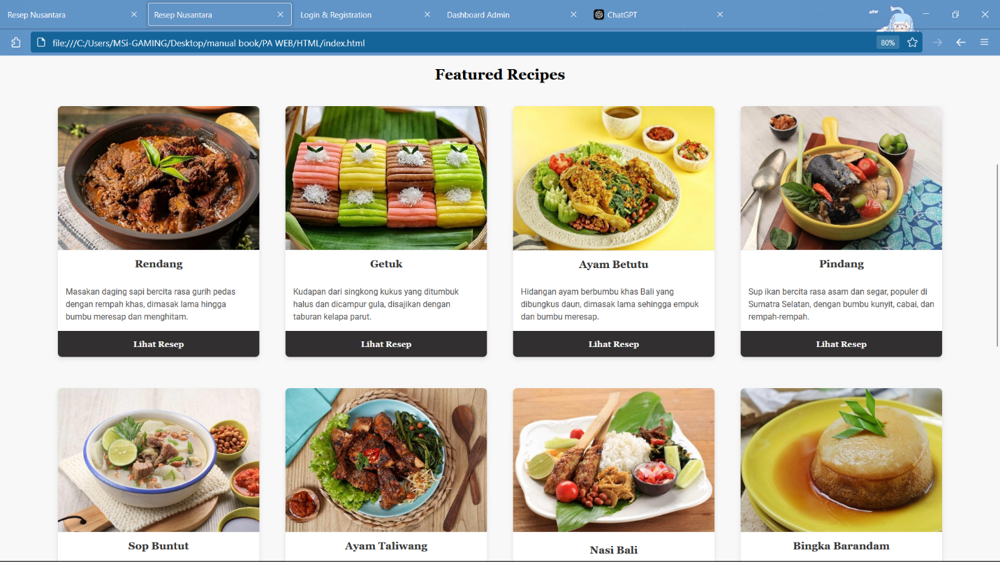 Resep Nusantara
Resep Nusantara
Login & Registration
Dashboard Admin
ChatGPT
file:///C:/Users/MSi-GAMING/Desktop/manual book/PA WEB/HTML/index.html
80%
Featured Recipes
Rendang
Masakan daging sapi bercita rasa gurih pedas
dengan rempah khas, dimasak lama hingga
bumbu meresap dan menghitam.
Lihat Resep
Getuk
Kudapan dari singkong kukus yang ditumbuk
halus dan dicampur gula, disajikan dengan
taburan kelapa parut.
Lihat Resep
Ayam Betutu
Hidangan ayam berbumbu khas Bali yang
dibungkus daun, dimasak lama sehingga empuk
dan bumbu meresap.
Lihat Resep
Pindang
Sup ikan bercita rasa asam dan segar, populer di
Sumatra Selatan, dengan bumbu kunyit, cabai, dan
rempah-rempah.
Lihat Resep
Sop Buntut
Ayam Taliwang
Nasi Bali
Bingka Barandam